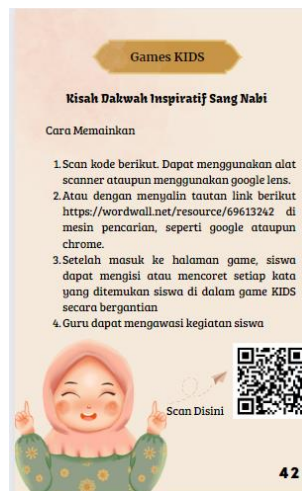 Games KIDS
Kisah Dakwah Inspiratif Sang Nabi
Cara Memainkan
1. Scan kode berikut. Dapat menggunakan alat
scanner ataupun menggunakan google lens.
2. Atau dengan menyalin tautan link berikut
https://wordwall.net/resource/69613242 di
mesin pencarian, seperti google ataupun
chrome.
3. Setelah masuk ke halaman game, siswa
dapat mengisi atau mencoret setiap kata
yang ditemukan siswa di dalam game KIDS
secara bergantian
4. Guru dapat mengawasi kegiatan siswa
Scan Disini
42